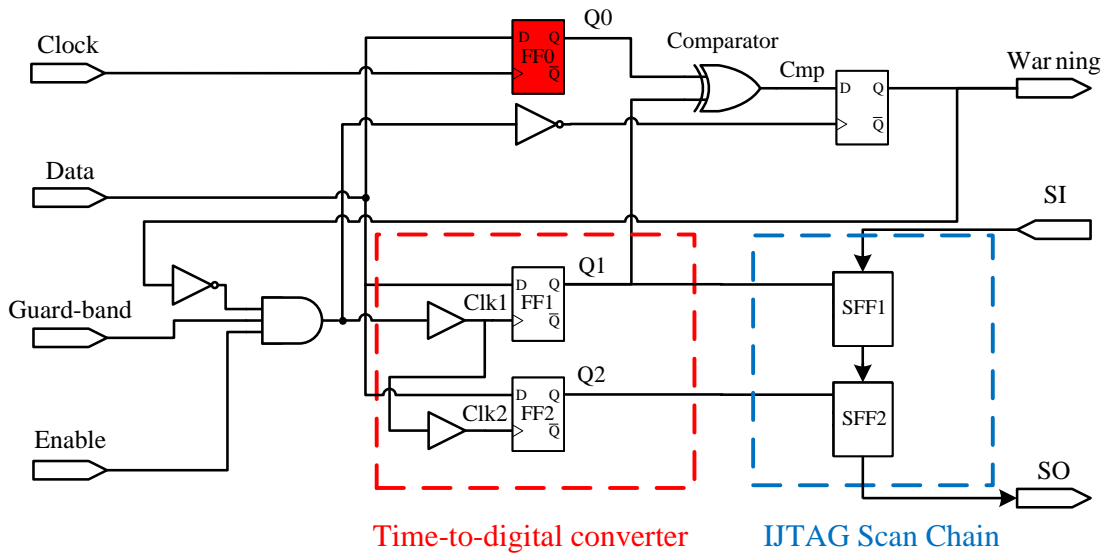 Q0
Clock
D Q
FF0
Q̅
Comparator
Cmp
D Q
Q̅
War ning
Data
SI
Q1
D Q
FF1
Q̅
Clk1
SFF1
Guard-band
Q2
D Q
FF2
Q̅
Clk2
SFF2
Enable
SO
Time-to-digital converter
IJTAG Scan Chain